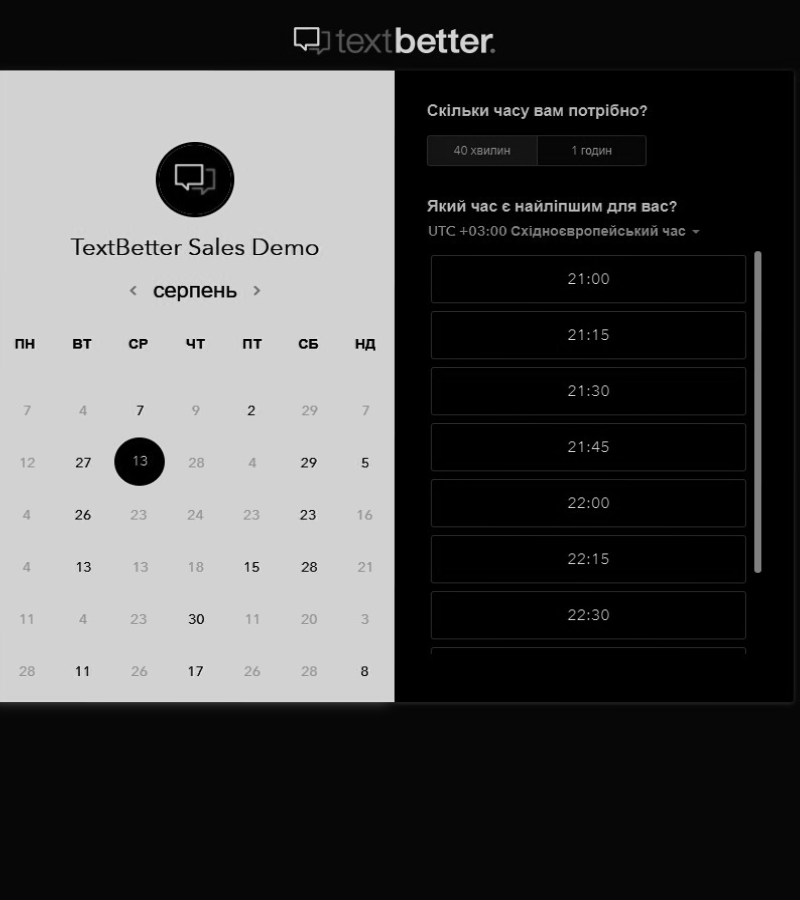 textbetter.
TextBetter Sales Demo
серпень
ПН ВТ СР ЧТ ПТ СБ НД
7 4 7 9 2 29 7
12 27 13 28 4 29 5
4 26 23 24 23 23 16
4 13 13 18 15 28 21
11 4 23 30 11 20 3
28 11 26 17 26 28 8
Скільки часу вам потрібно?
40 хвилин 1 годин
Який час є найліпшим для вас?
UTC +03:00 Східноєвропейський час
21:00
21:15
21:30
21:45
22:00
22:15
22:30